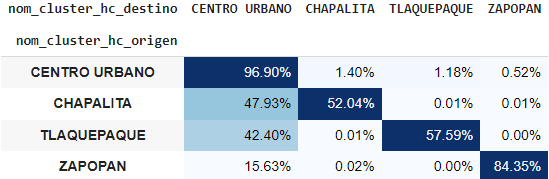 nom_cluster_hc_destino CENTRO URBANO CHAPALITA TLAQUEPAQUE ZAPOPAN
nom_cluster_hc_origen
CENTRO URBANO 96.90% 1.40% 1.18% 0.52%
CHAPALITA 47.93% 52.04% 0.01% 0.01%
TLAQUEPAQUE 42.40% 0.01% 57.59% 0.00%
ZAPOPAN 15.63% 0.02% 0.00% 84.35%